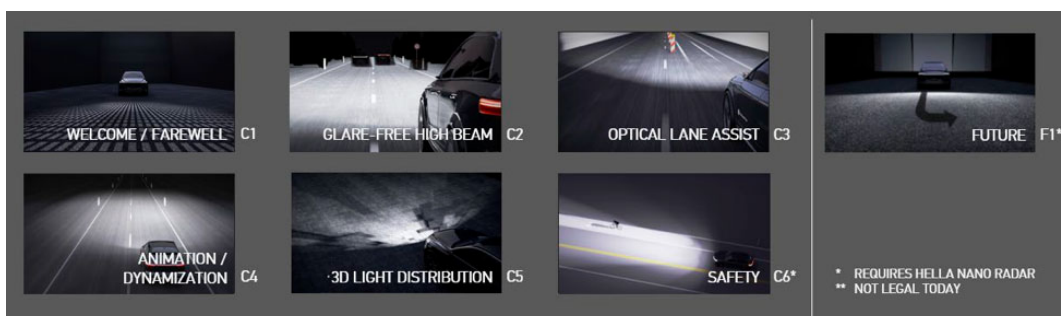 WELCOME / FAREWELL C1
GLARE-FREE HIGH BEAM C2
OPTICAL LANE ASSIST C3
FUTURE F1*
ANIMATION /
DYNAMIZATION C4
·3D LIGHT DISTRIBUTION C5
SAFETY C6*
* REQUIRES HELLA NANO RADAR
** NOT LEGAL TODAY